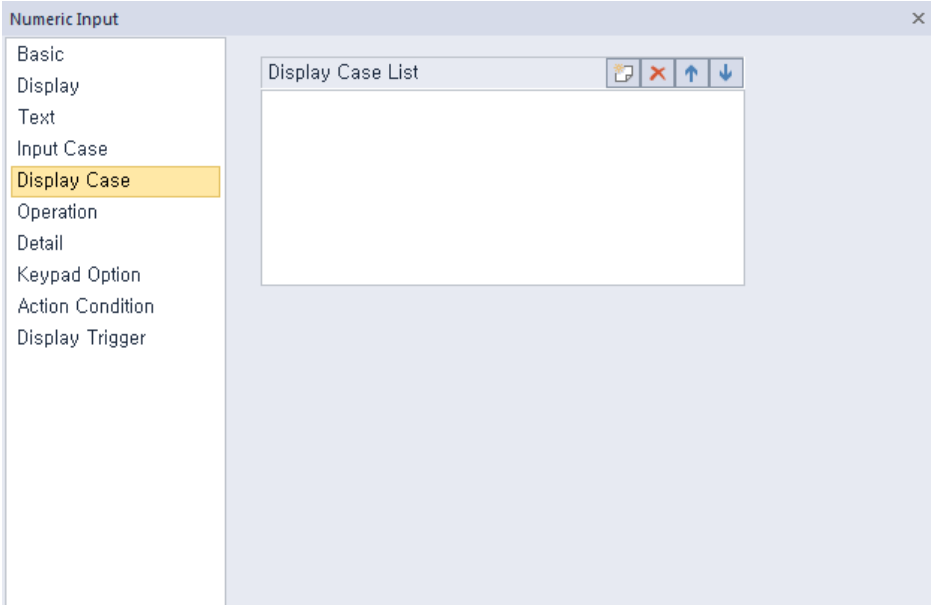 Numeric Input
Basic
Display
Text
Input Case
Display Case
Operation
Detail
Keypad Option
Action Condition
Display Trigger
Display Case List